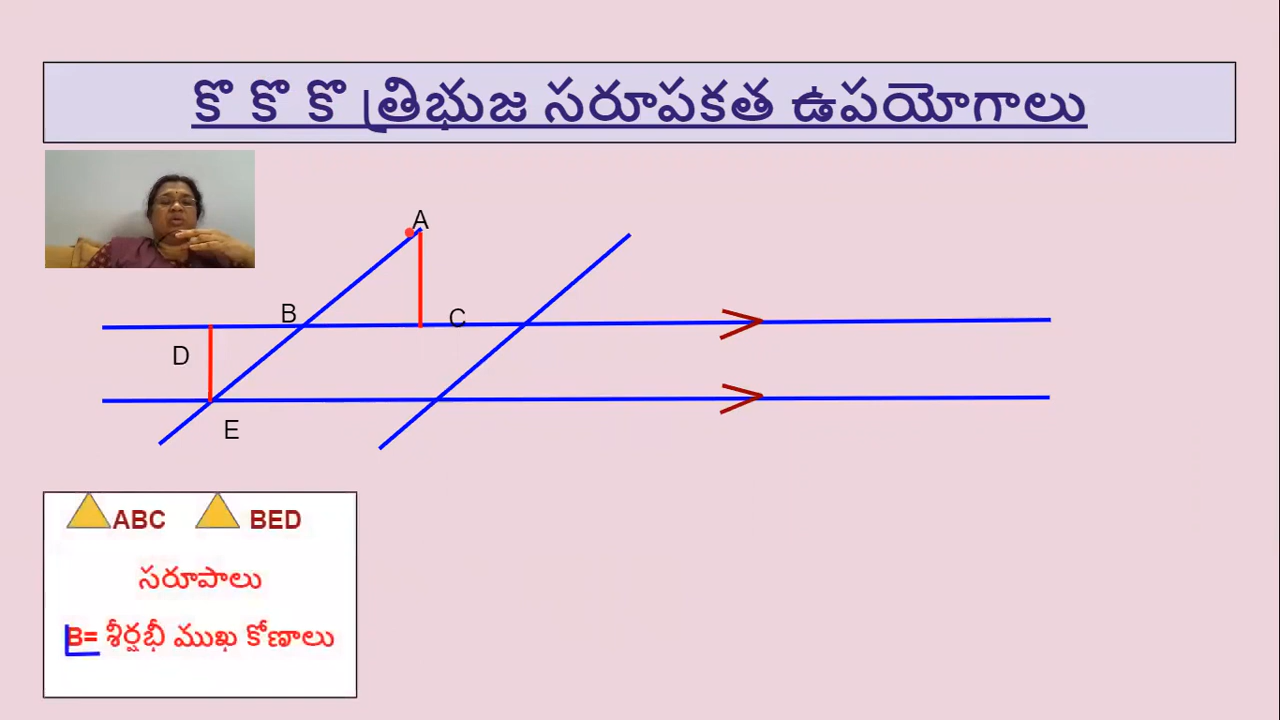 కొ కొ కొ త్రిభుజ సరూపకత ఉపయోగాలు
A
B
C
D
E
ABC BED
సరూపాలు
B= శీర్షభీ ముఖ కోణాలు